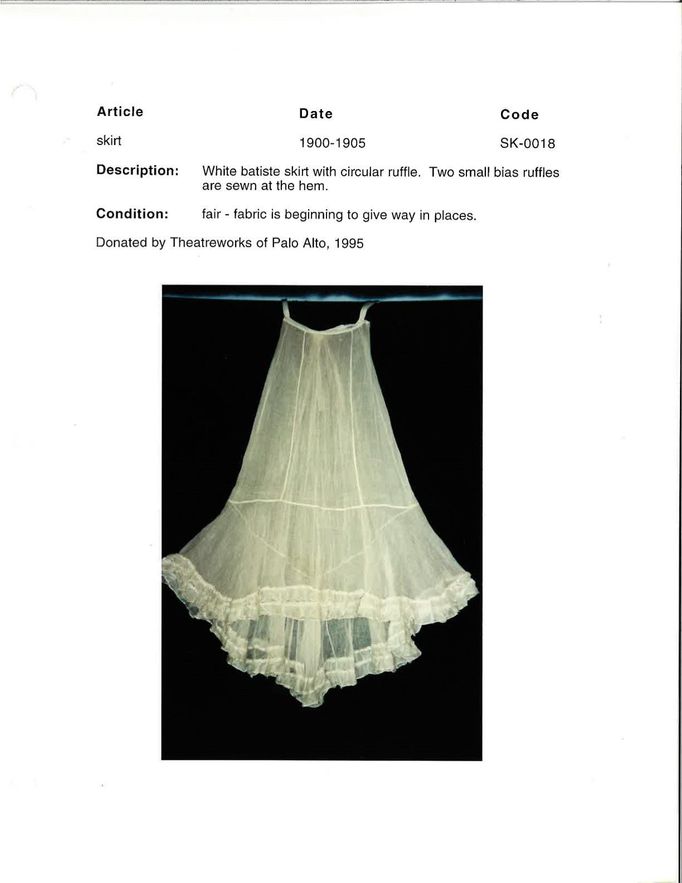 Article Date Code
skirt 1900-1905 SK-0018
Description: White batiste skirt with circular ruffle. Two small bias ruffles
are sewn at the hem.
Condition: fair - fabric is beginning to give way in places.
Donated by Theatreworks of Palo Alto, 1995